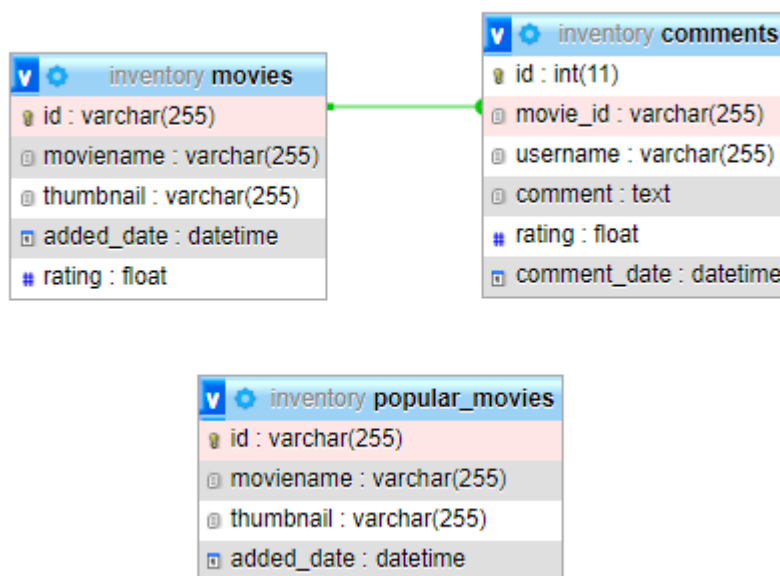 inventory movies
id : varchar(255)
moviename : varchar(255)
thumbnail : varchar(255)
added_date : datetime
rating : float
inventory comments
id : int(11)
movie_id : varchar(255)
username : varchar(255)
comment : text
rating : float
comment_date : datetime
inventory popular_movies
id : varchar(255)
moviename : varchar(255)
thumbnail : varchar(255)
added_date : datetime